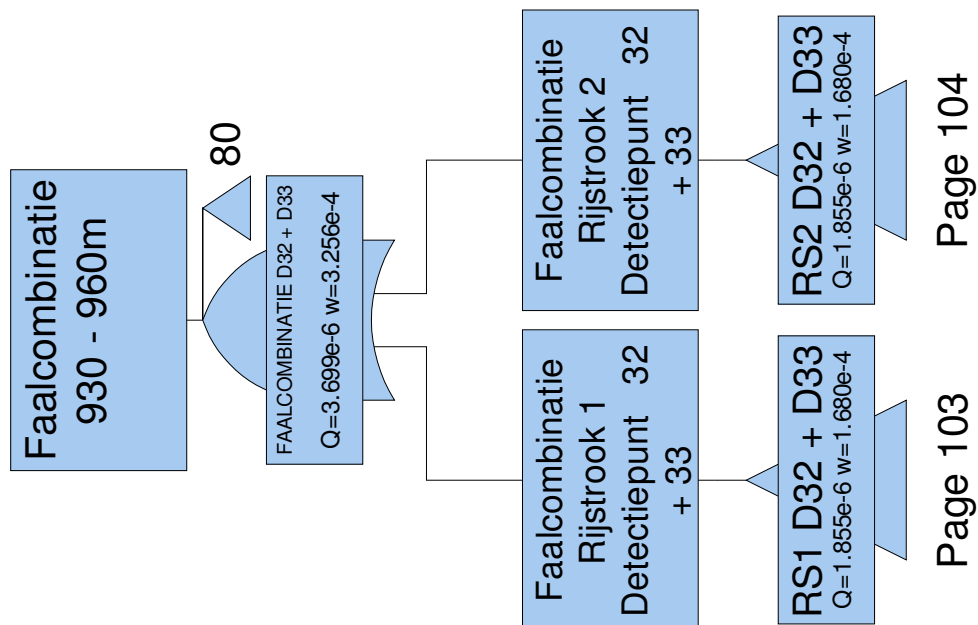 Faalcombinatie
930 - 960m
80
FAALCOMBINATIE D32 + D33
Q=3.699e-6 w=3.256e-4
Faalcombinatie
Rijstrook 1
Detectiepunt 32
+ 33
RS1 D32 + D33
Q=1.855e-6 w=1.680e-4
Page 103
Faalcombinatie
Rijstrook 2
Detectiepunt 32
+ 33
RS2 D32 + D33
Q=1.855e-6 w=1.680e-4
Page 104